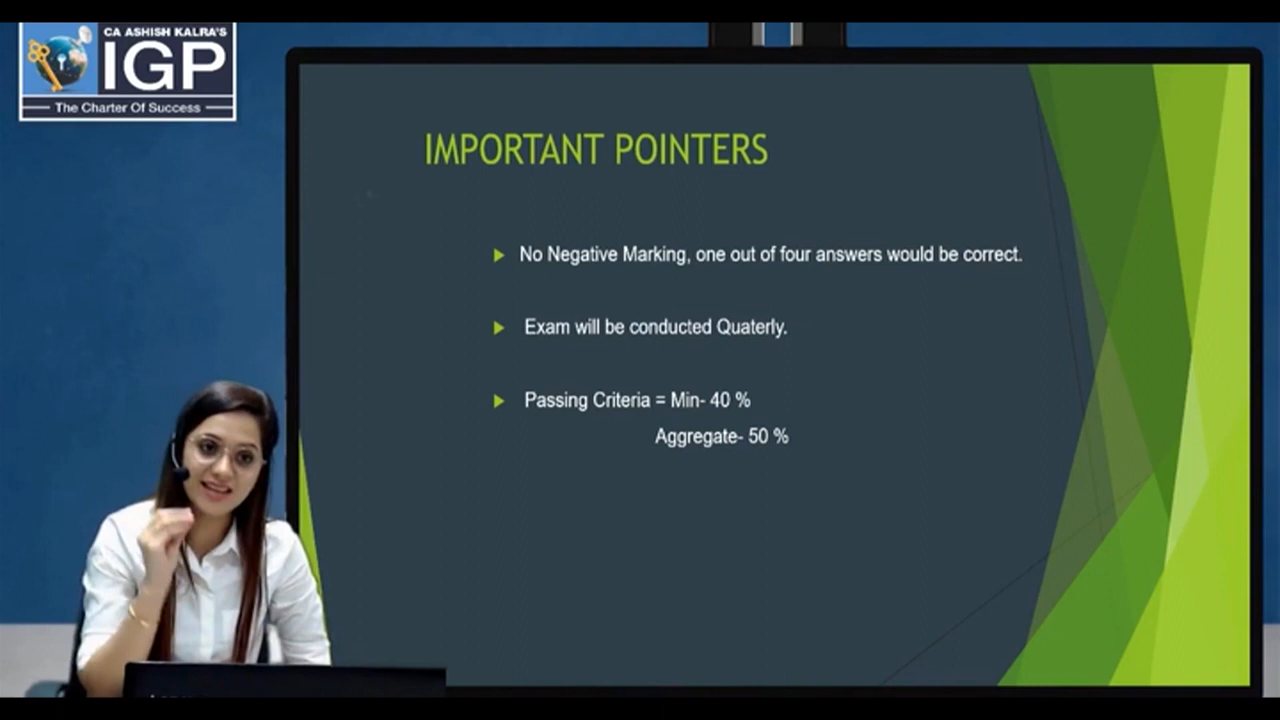 CA ASHISH KALRA'S
IGP
The Charter Of Success
IMPORTANT POINTERS
No Negative Marking, one out of four answers would be correct.
Exam will be conducted Quaterly.
Passing Criteria = Min- 40 %
Aggregate- 50 %